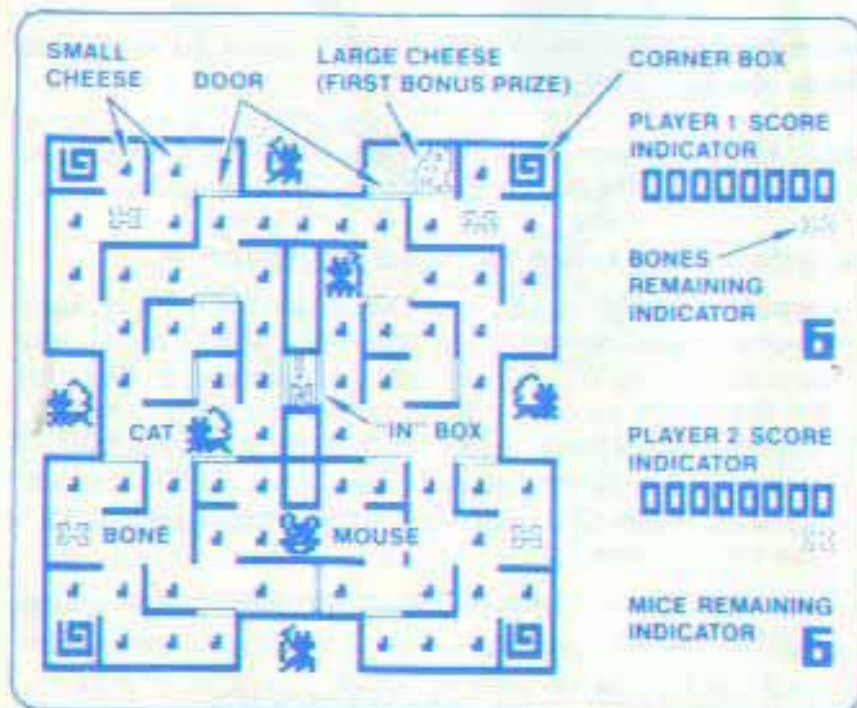 SMALL
CHEESE
DOOR
LARGE CHEESE
(FIRST BONUS PRIZE)
CORNER BOX
PLAYER 1 SCORE
INDICATOR
00000000
BONES
REMAINING
INDICATOR
6
CAT
"IN" BOX
PLAYER 2 SCORE
INDICATOR
00000000
BONE
MOUSE
MICE REMAINING
INDICATOR
6